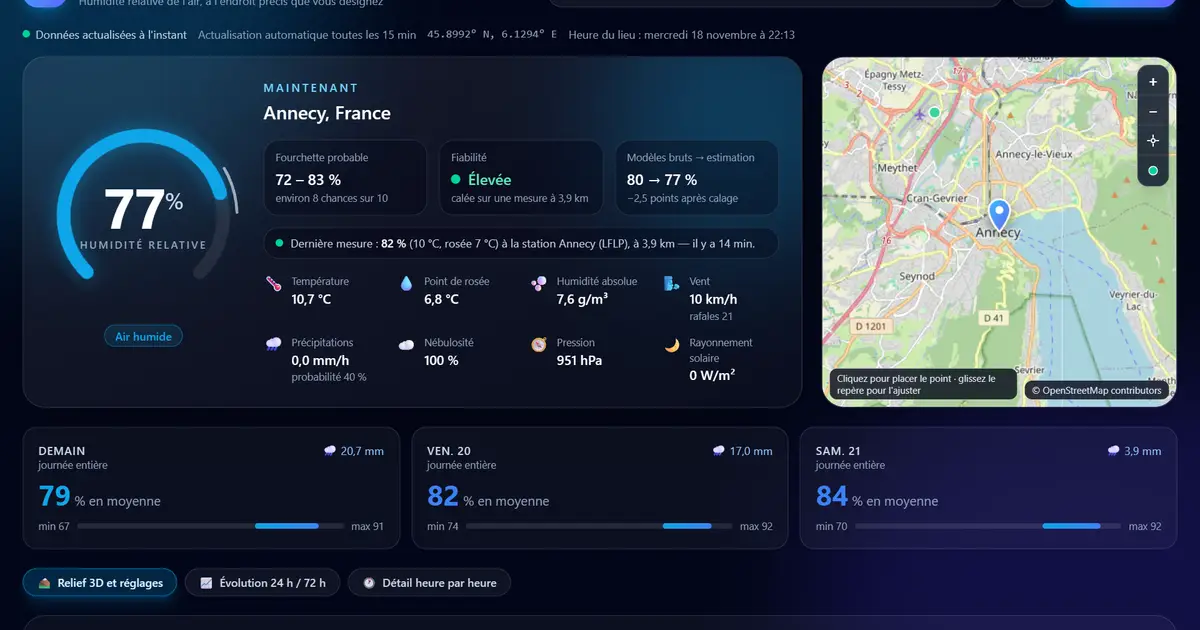 Humidité relative de l'air, à l'endroit précis que vous désignez
Données actualisées à l'instant
Actualisation automatique toutes les 15 min
45.8992° N, 6.1294° E
Heure du lieu : mercredi 18 novembre à 22:13
MAINTENANT
Annecy, France
77%
HUMIDITÉ RELATIVE
Air humide
Fourchette probable
72 – 83 %
environ 8 chances sur 10
Fiabilité
Élevée
calée sur une mesure à 3,9 km
Modèles bruts → estimation
80 → 77 %
−2,5 points après calage
Dernière mesure : 82 % (10 °C, rosée 7 °C) à la station Annecy (LFLP), à 3,9 km — il y a 14 min.
Température
10,7 °C
Point de rosée
6,8 °C
Humidité absolue
7,6 g/m³
Vent
10 km/h
rafales 21
Précipitations
0,0 mm/h
probabilité 40 %
Nébulosité
100 %
Pression
951 hPa
Rayonnement
solaire
0 W/m²
Épagny Metz-
Tessy
17
Meythet
Annecy-le-Vieux
Cran-Gevrier
Annecy
16
Seynod
Veyrier-du-
Lac
D 41
D 1201
Sevrier
+
−
Cliquez pour placer le point · glissez le
repère pour l'ajuster
© OpenStreetMap contributors
DEMAIN
20,7 mm
journée entière
79 % en moyenne
min 67
max 91
VEN. 20
17,0 mm
journée entière
82 % en moyenne
min 74
max 92
SAM. 21
3,9 mm
journée entière
84 % en moyenne
min 70
max 92
Relief 3D et réglages
Évolution 24 h / 72 h
Détail heure par heure